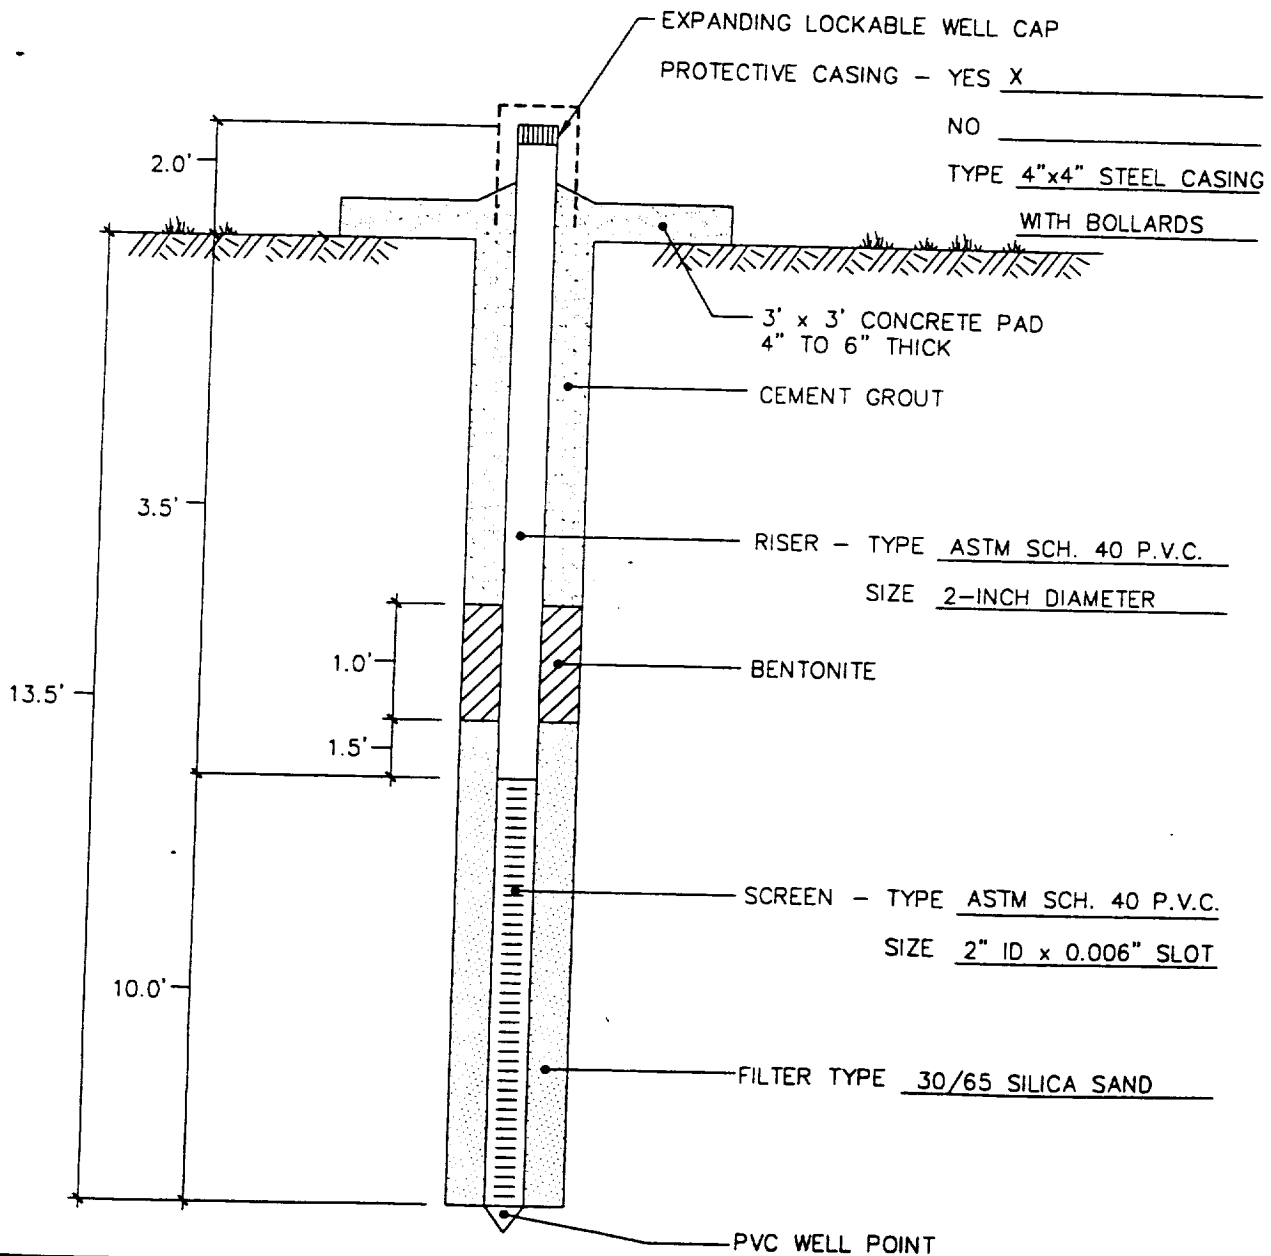 EXPANDING LOCKABLE WELL CAP
PROTECTIVE CASING - YES X
NO
TYPE 4"x4" STEEL CASING
WITH BOLLARDS
2.0'
3' x 3' CONCRETE PAD
4" TO 6" THICK
CEMENT GROUT
3.5'
RISER - TYPE ASTM SCH. 40 P.V.C.
SIZE 2-INCH DIAMETER
1.0'
BENTONITE
13.5'
1.5'
SCREEN - TYPE ASTM SCH. 40 P.V.C.
SIZE 2" ID x 0.006" SLOT
10.0'
FILTER TYPE 30/65 SILICA SAND
PVC WELL POINT